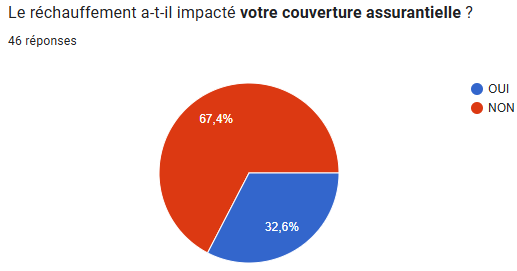 Le réchauffement a-t-il impacté votre couverture assurantielle ?
46 réponses
OUI
NON
67,4%
32,6%